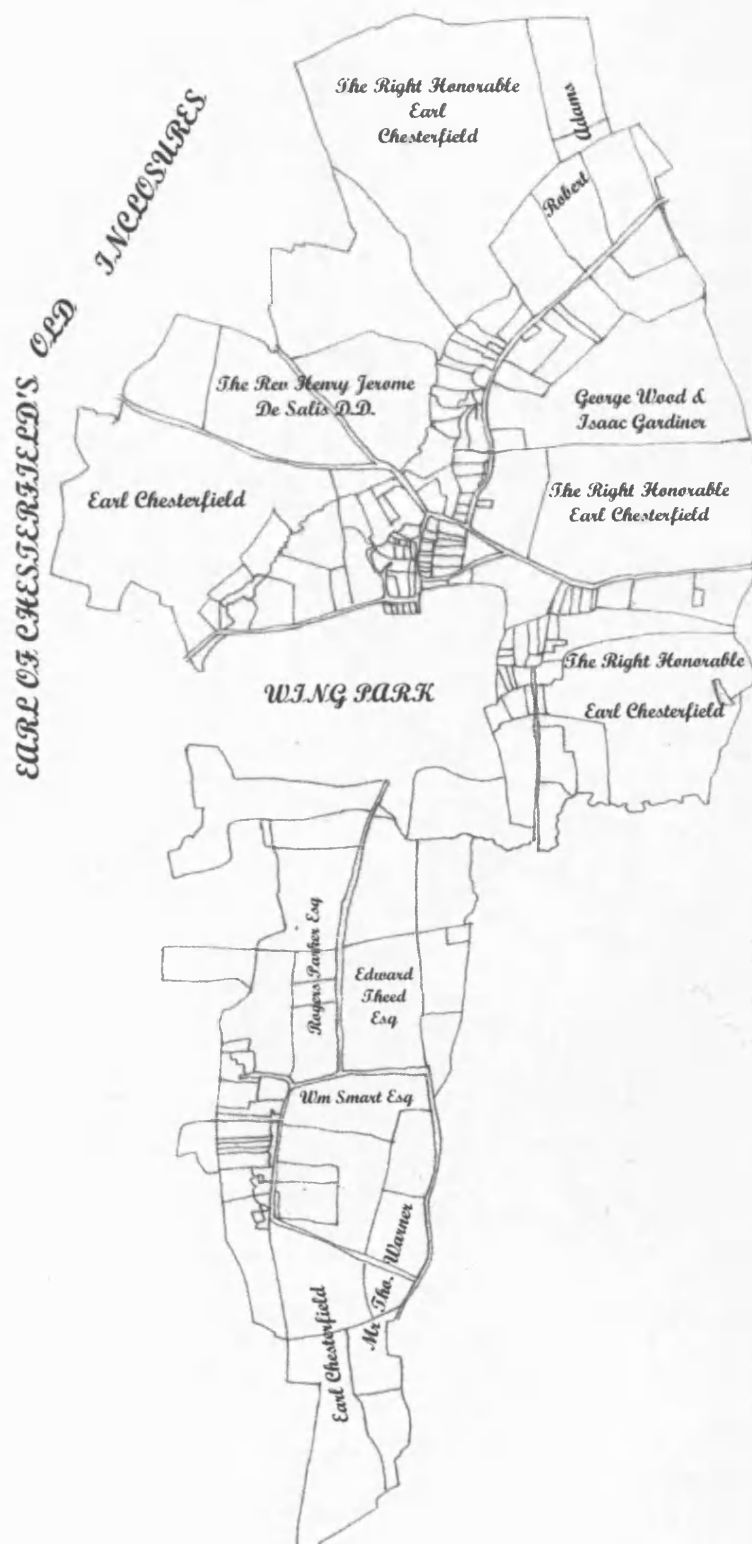 EARL OF CHESTERFIELD'S OLD INCLOSURES
The Right Honorable
Earl
Chesterfield
Adams
Robert
The Rev Henry Jerome
De Salis D.D.
George Wood &
Isaac Gardiner
Earl Chesterfield
The Right Honorable
Earl Chesterfield
WING PARK
The Right Honorable
Earl Chesterfield
Rogers Parker Esq
Edward
Theed
Esq
Wm Smart Esq
Mr Tho. Warner
Earl Chesterfield